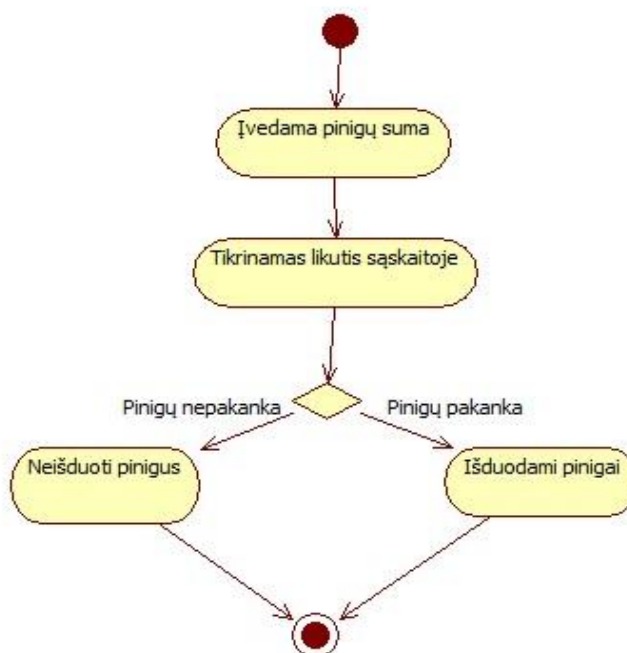 Įvedama pinigų suma
Tikrinamas likutis sąskaitoje
Pinigų nepakanka
Pinigų pakanka
Neišduoti pinigus
Išduodami pinigai